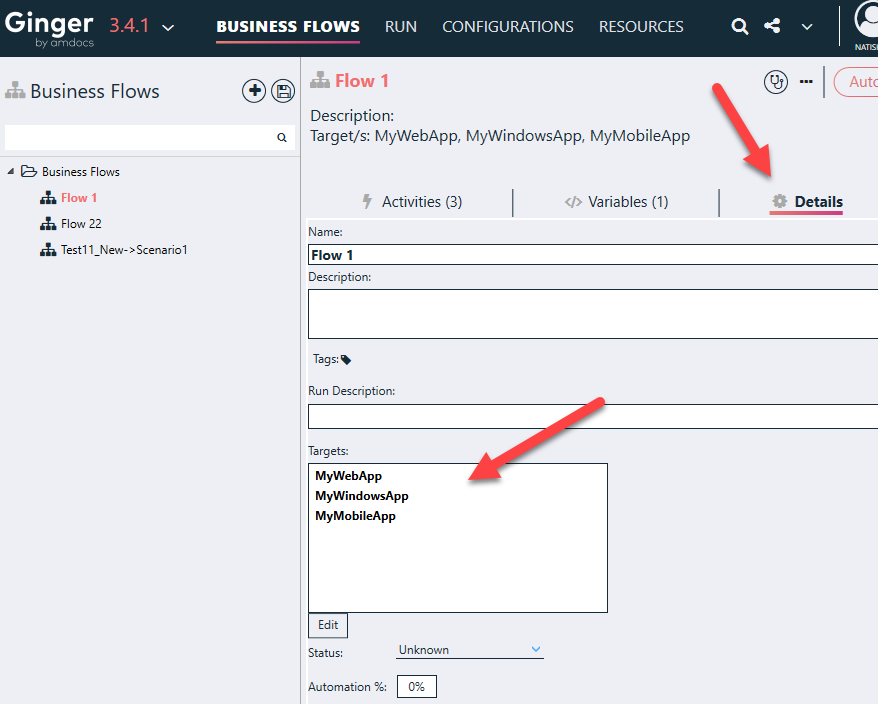 Ginger 3.4.1 BUSINESS FLOWS RUN CONFIGURATIONS RESOURCES
by amdocs
Business Flows
Business Flows
Flow 1
Flow 22
Test11_New->Scenario1
Flow 1
Description:
Target/s: MyWebApp, MyWindowsApp, MyMobileApp
Activities (3) Variables (1) Details
Name:
Flow 1
Description:
Tags:
Run Description:
Targets:
MyWebApp
MyWindowsApp
MyMobileApp
Edit
Status: Unknown
Automation %: 0%